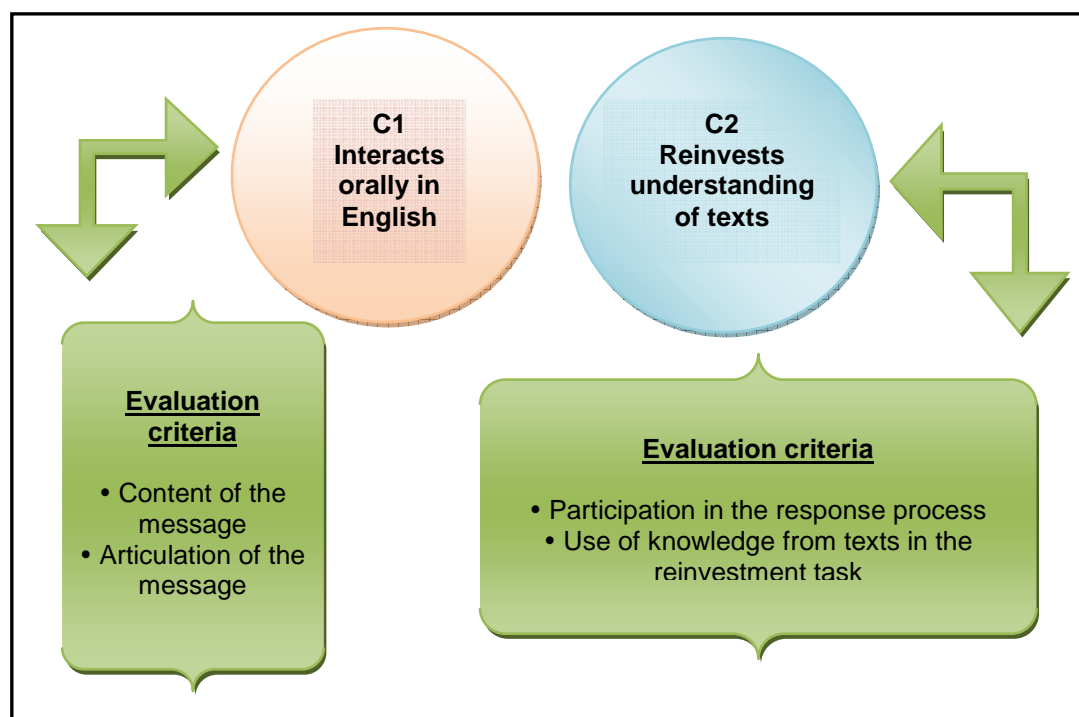 C1
Interacts
orally in
English
C2
Reinvests
understanding
of texts
Evaluation
criteria
• Content of the
message
• Articulation of the
message
Evaluation criteria
• Participation in the response process
• Use of knowledge from texts in the
reinvestment task